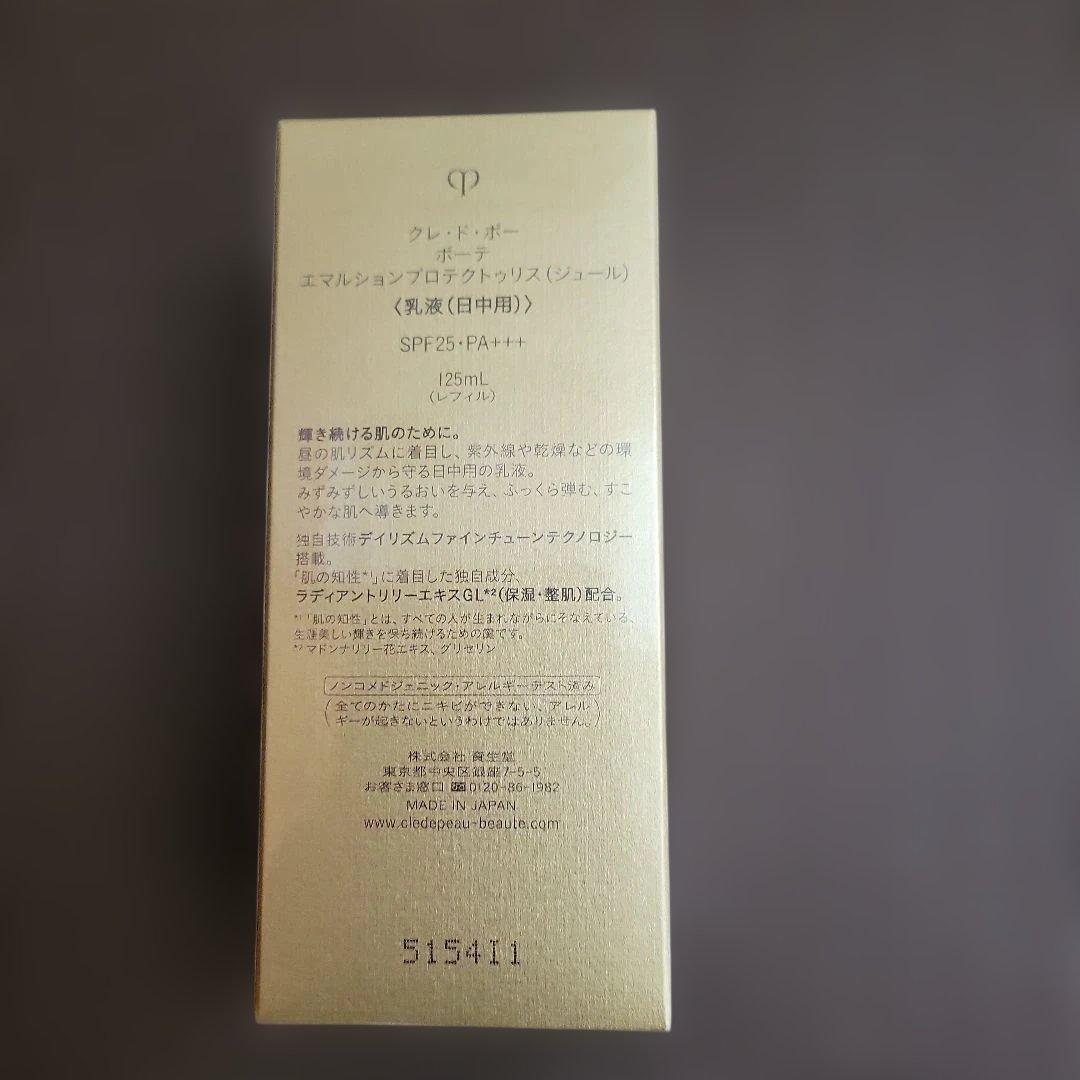 クレ・ド・ポー
ボーテ
エマルションプロテクトゥリス(ジュール)
〈乳液(日中用)〉
SPF25・PA+++
125mL
(レフィル)
輝き続ける肌のために。
昼の肌リズムに着目し、紫外線や乾燥などの環
境ダメージから守る日中用の乳液。
みずみずしいうるおいを与え、ふっくら弾む、すこ
やかな肌へ導きます。
独自技術デイリズムファインチューンテクノロジー
搭載。
「肌の知性*¹」に着目した独自成分、
ラディアントリリーエキスGL*²(保湿・整肌)配合。
*¹「肌の知性」とは、すべての人が生まれながらにそなえている、
生涯美しい輝きを保ち続けるための鍵です。
*² マドンナリリー花エキス、グリセリン
ノンコメドジェニック・アレルギーテスト済み
(全てのかたにニキビができない、アレル
ギーが起きないというわけではありません。)
株式会社 資生堂
東京都中央区銀座7-5-5
お客さま窓口 0120-86-1982
MADE IN JAPAN
www.cledepeau-beaute.com
5154I1